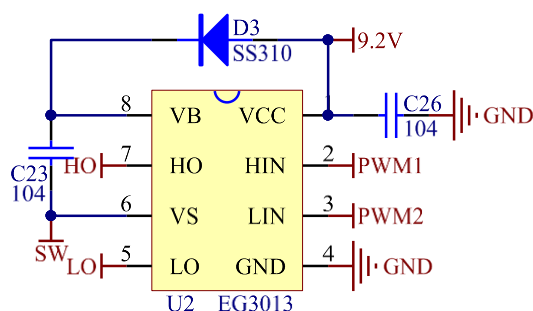 D3
9.2V
SS310
8 VB VCC 1 C26 GND
104
C23 HO 7 HO HIN 2 PWM1
104
6 VS LIN 3 PWM2
SW
LO 5 LO GND 4 GND
U2 EG3013